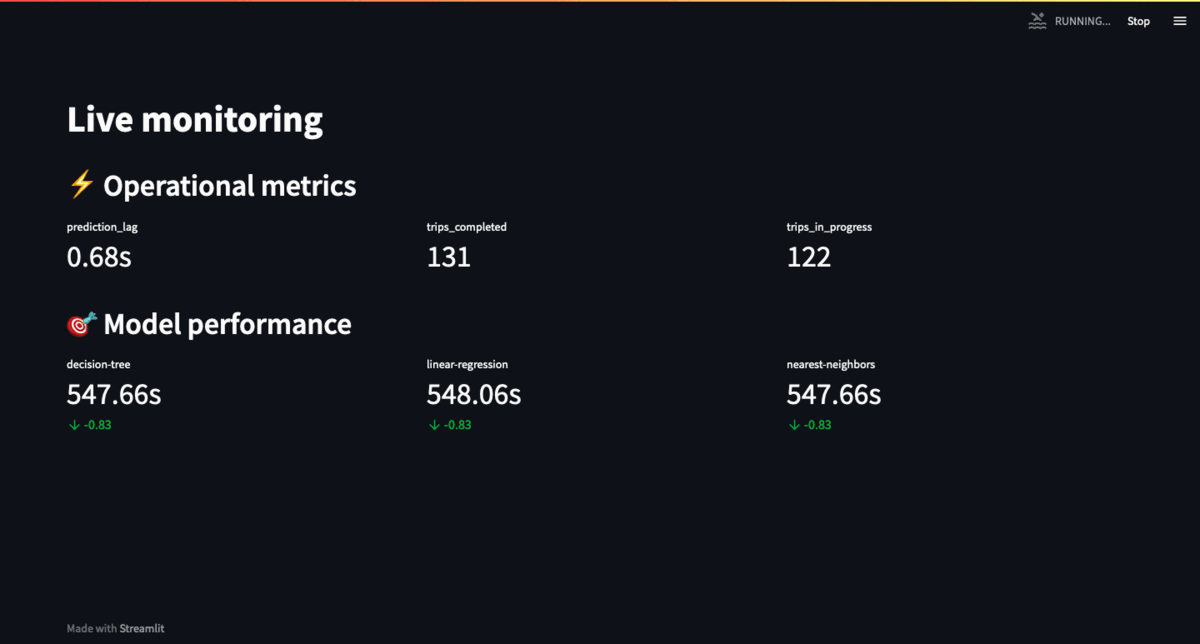 RUNNING... Stop
Live monitoring
⚡ Operational metrics
prediction_lag trips_completed trips_in_progress
0.68s 131 122
🎯 Model performance
decision-tree linear-regression nearest-neighbors
547.66s 548.06s 547.66s
↓ -0.83 ↓ -0.83 ↓ -0.83
Made with Streamlit